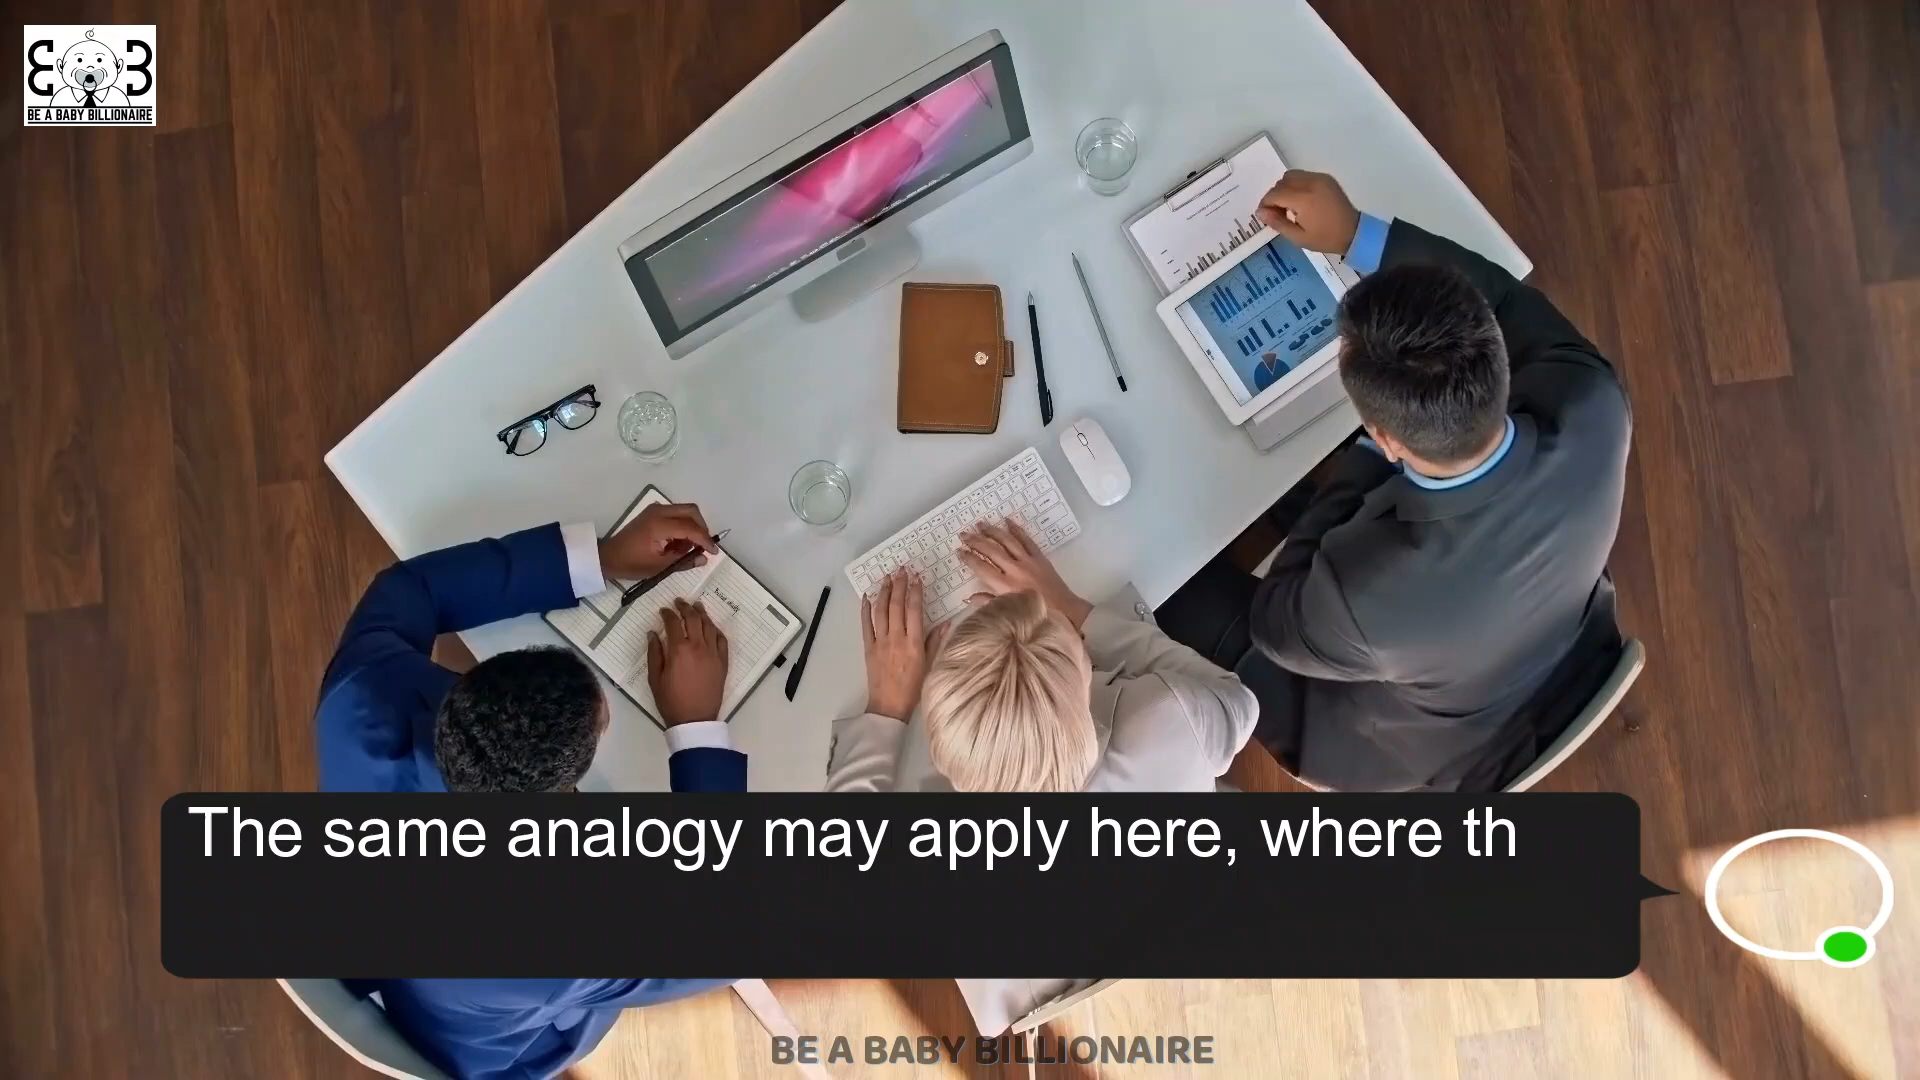 BE A BABY BILLIONAIRE
The same analogy may apply here, where th
BE A BABY BILLIONAIRE